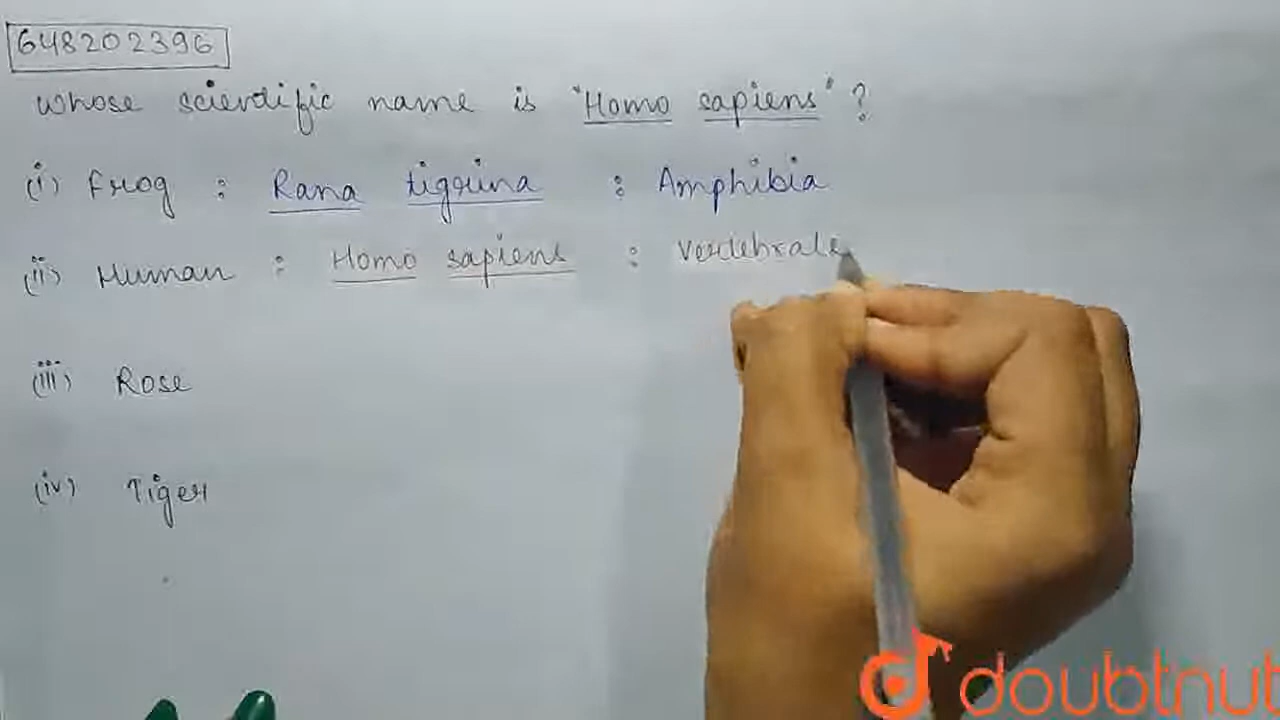 648202396
whose scientific name is "Homo sapiens" ?
(i) Frog : Rana tigrina : Amphibia
(ii) Human : Homo sapiens : Vertebrate
(iii) Rose
(iv) Tiger
doubtnut